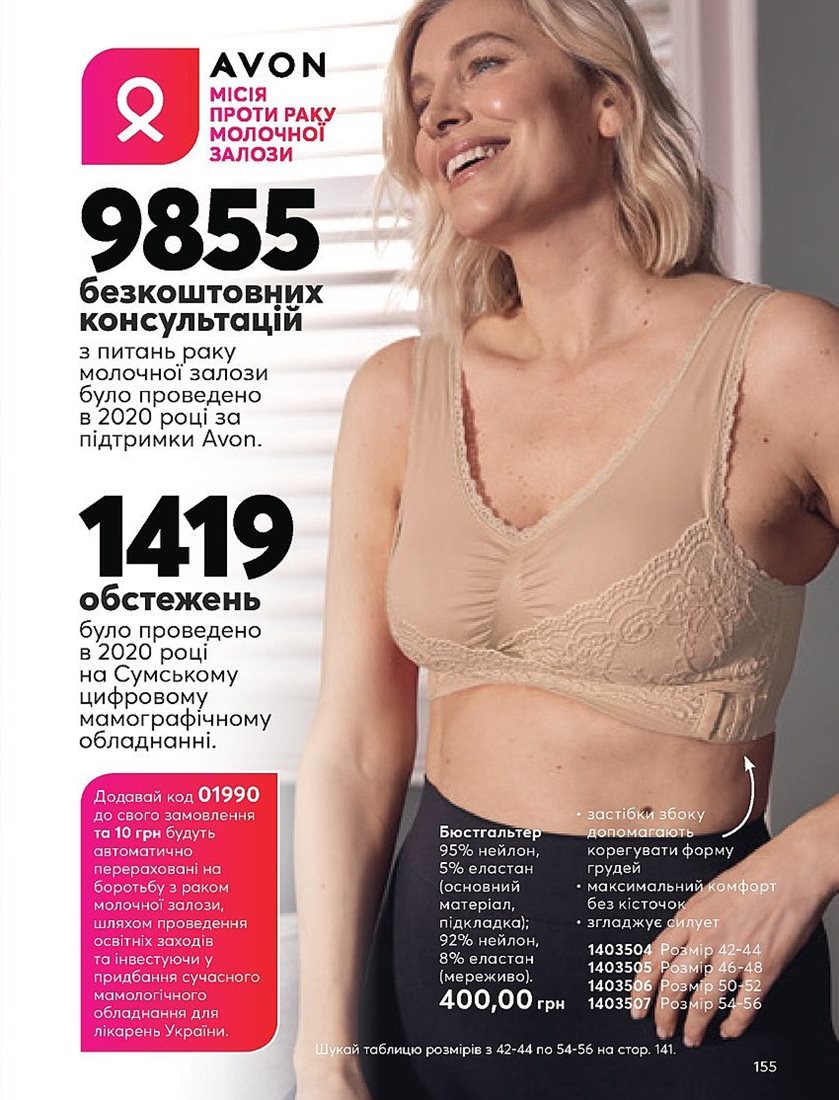 AVON
МІСІЯ
ПРОТИ РАКУ
МОЛОЧНОЇ
ЗАЛОЗИ
9855
безкоштовних
консультацій
з питань раку
молочної залози
було проведено
в 2020 році за
підтримки Avon.
1419
обстежень
було проведено
в 2020 році
на Сумському
цифровому
мамографічному
обладнанні.
Додавай код 01990
до свого замовлення
та 10 грн будуть
автоматично
перераховані на
боротьбу з раком
молочної залози,
шляхом проведення
освітніх заходів
та інвестуючи у
придбання сучасного
мамологічного
обладнання для
лікарень України.
Бюстгальтер
95% нейлон,
5% еластан
(основний
матеріал,
підкладка);
92% нейлон,
8% еластан
(мереживо).
400,00 грн
• застібки збоку
допомагають
корегувати форму
грудей
• максимальний комфорт
без кісточок
• згладжує силует
1403504 Розмір 42-44
1403505 Розмір 46-48
1403506 Розмір 50-52
1403507 Розмір 54-56
Шукай таблицю розмірів з 42-44 по 54-56 на стор. 141.
155